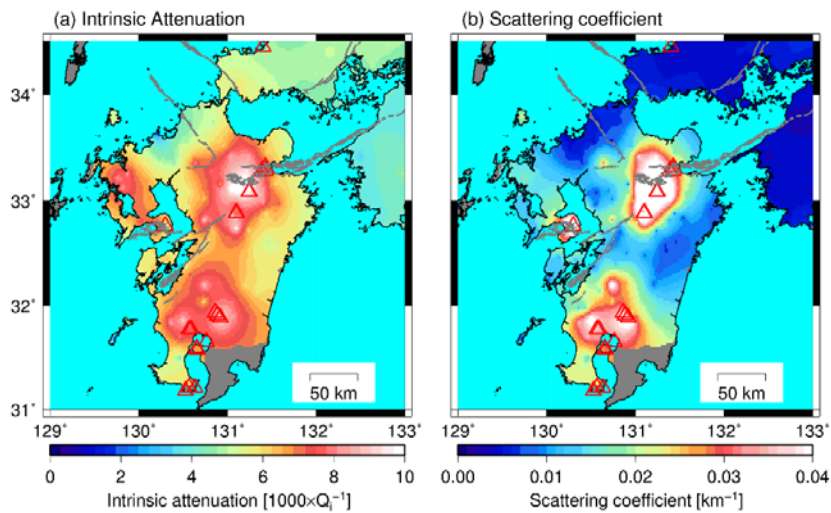 (a) Intrinsic Attenuation
(b) Scattering coefficient
34°
33°
32°
31°
50 km
50 km
129° 130° 131° 132° 133°
129° 130° 131° 132° 133°
0 2 4 6 8 10
0.00 0.01 0.02 0.03 0.04
Intrinsic attenuation [1000×Qi⁻¹]
Scattering coefficient [km⁻¹]